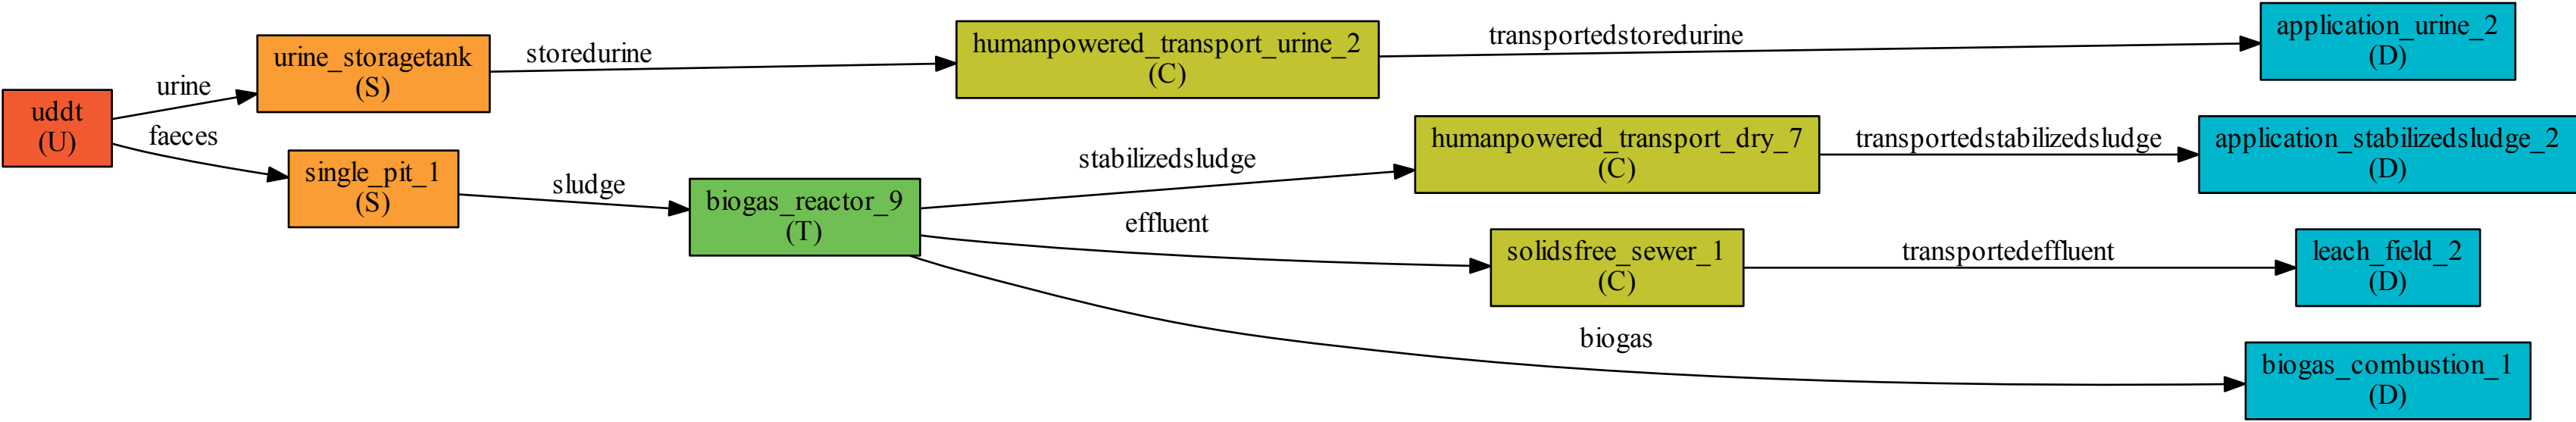 uddt
(U)
urine
faeces
urine_storagetank
(S)
single_pit_1
(S)
storedurine
sludge
biogas_reactor_9
(T)
humanpowered_transport_urine_2
(C)
stabilizedsludge
effluent
biogas
humanpowered_transport_dry_7
(C)
solidsfree_sewer_1
(C)
transportedstoredurine
transportedstabilizedsludge
transportedeffluent
application_urine_2
(D)
application_stabilizedsludge_2
(D)
leach_field_2
(D)
biogas_combustion_1
(D)